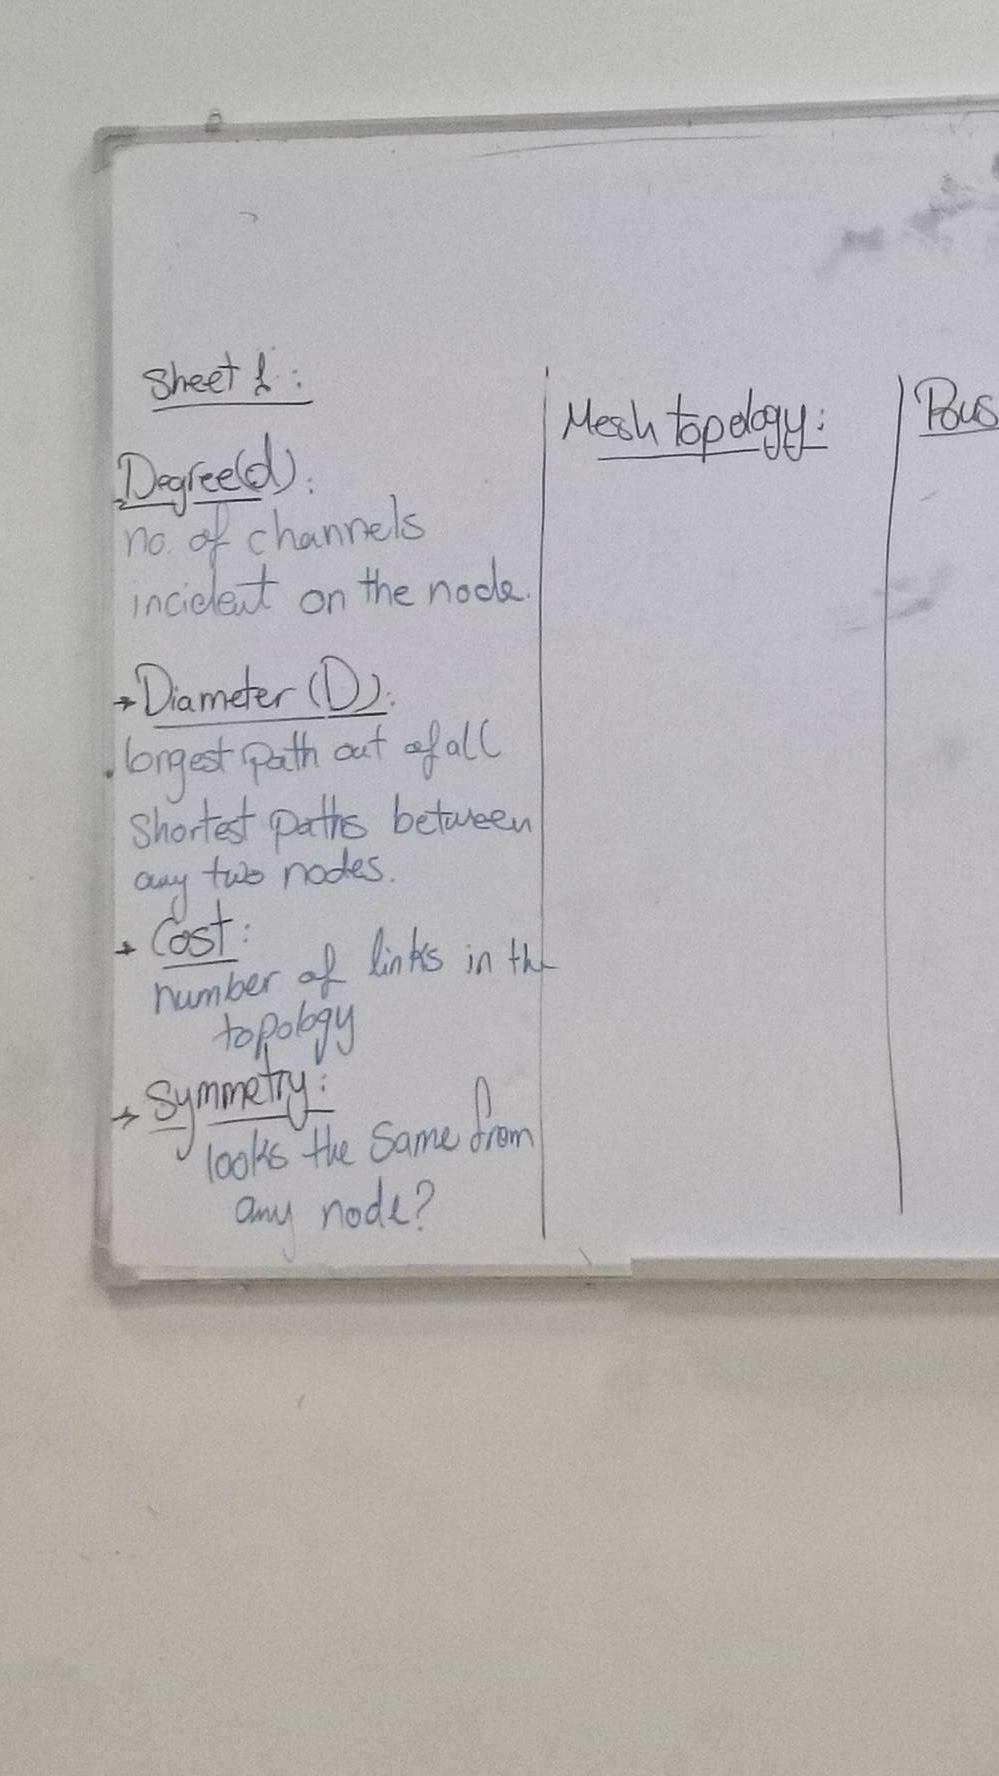 Sheet 1:
Degree(d):
no. of channels
incident on the node.
→ Diameter (D):
longest path out of all
shortest paths between
any two nodes.
→ Cost:
number of links in the
topology
→ Symmetry:
looks the same from
any node?
Mesh topology:
Bus